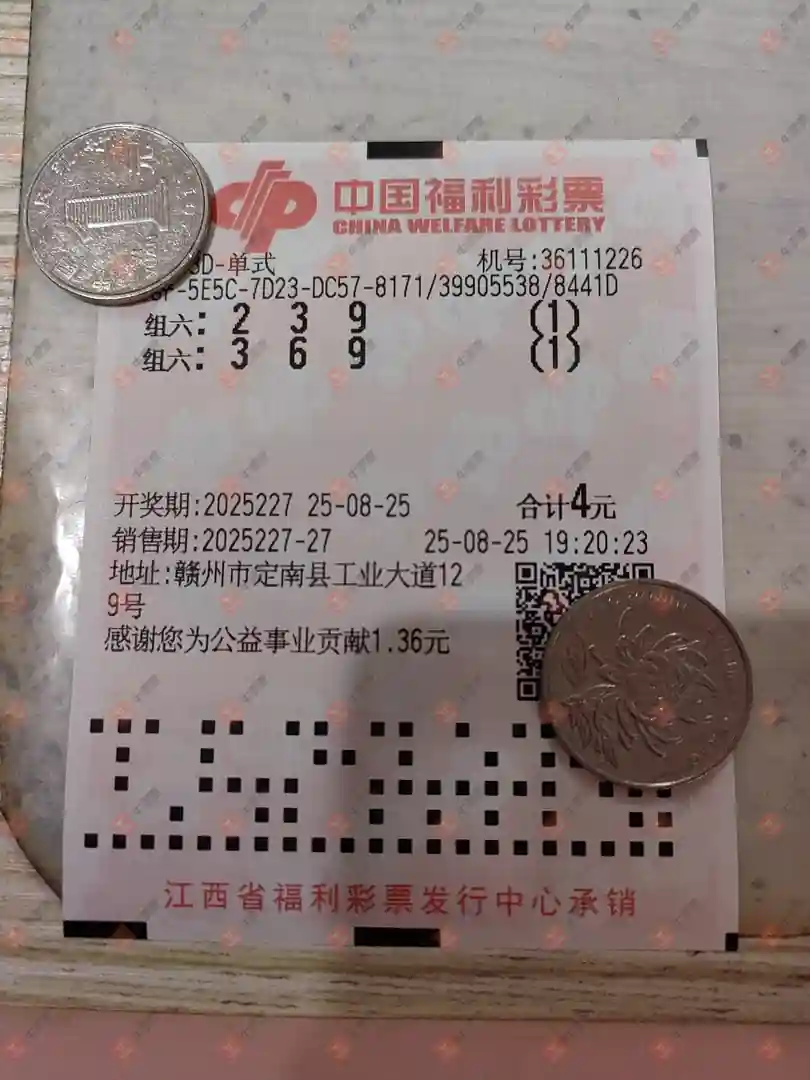 中国福利彩票
CHINA WELFARE LOTTERY
3D-单式 机号:36111226
-5E5C-7D23-DC57-8171/39905538/8441D
组六: 2 3 9 (1)
组六: 3 6 9 (1)
开奖期:2025227 25-08-25 合计4元
销售期:2025227-27 25-08-25 19:20:23
地址:赣州市定南县工业大道12
9号
感谢您为公益事业贡献1.36元
江西省福利彩票发行中心承销